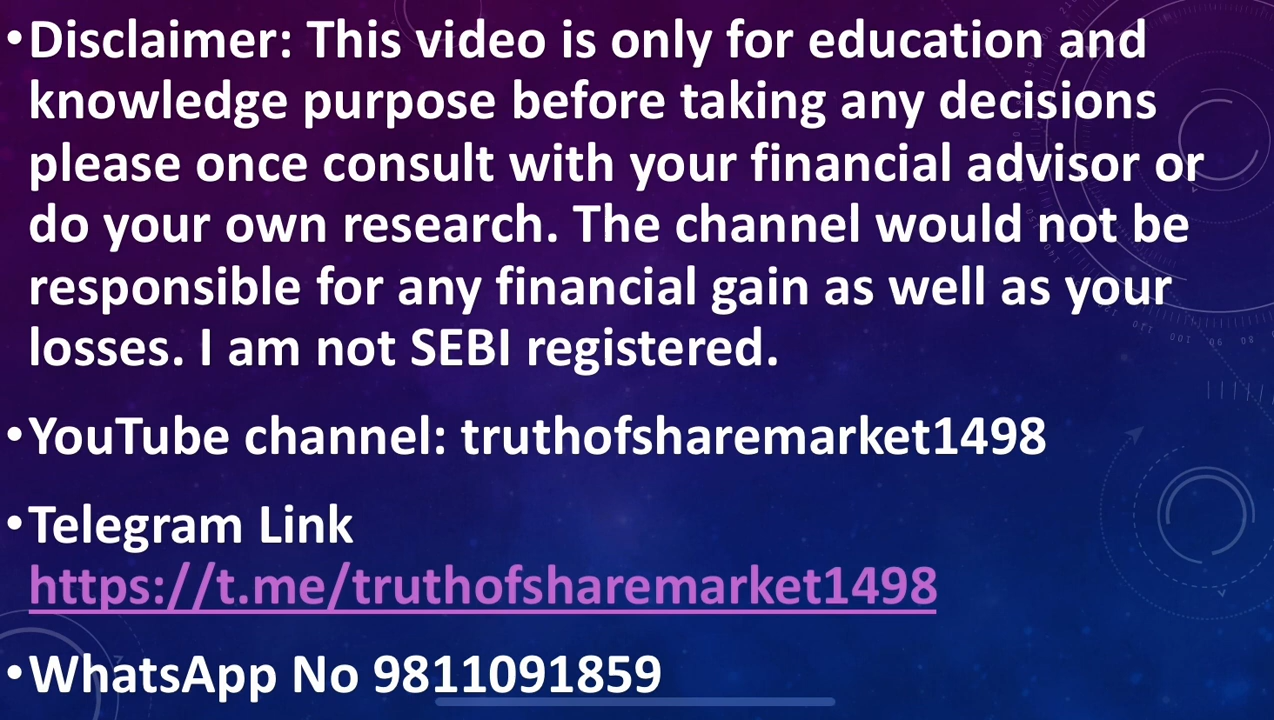 •Disclaimer: This video is only for education and
knowledge purpose before taking any decisions
please once consult with your financial advisor or
do your own research. The channel would not be
responsible for any financial gain as well as your
losses. I am not SEBI registered.
•YouTube channel: truthofsharemarket1498
•Telegram Link
https://t.me/truthofsharemarket1498
•WhatsApp No 9811091859